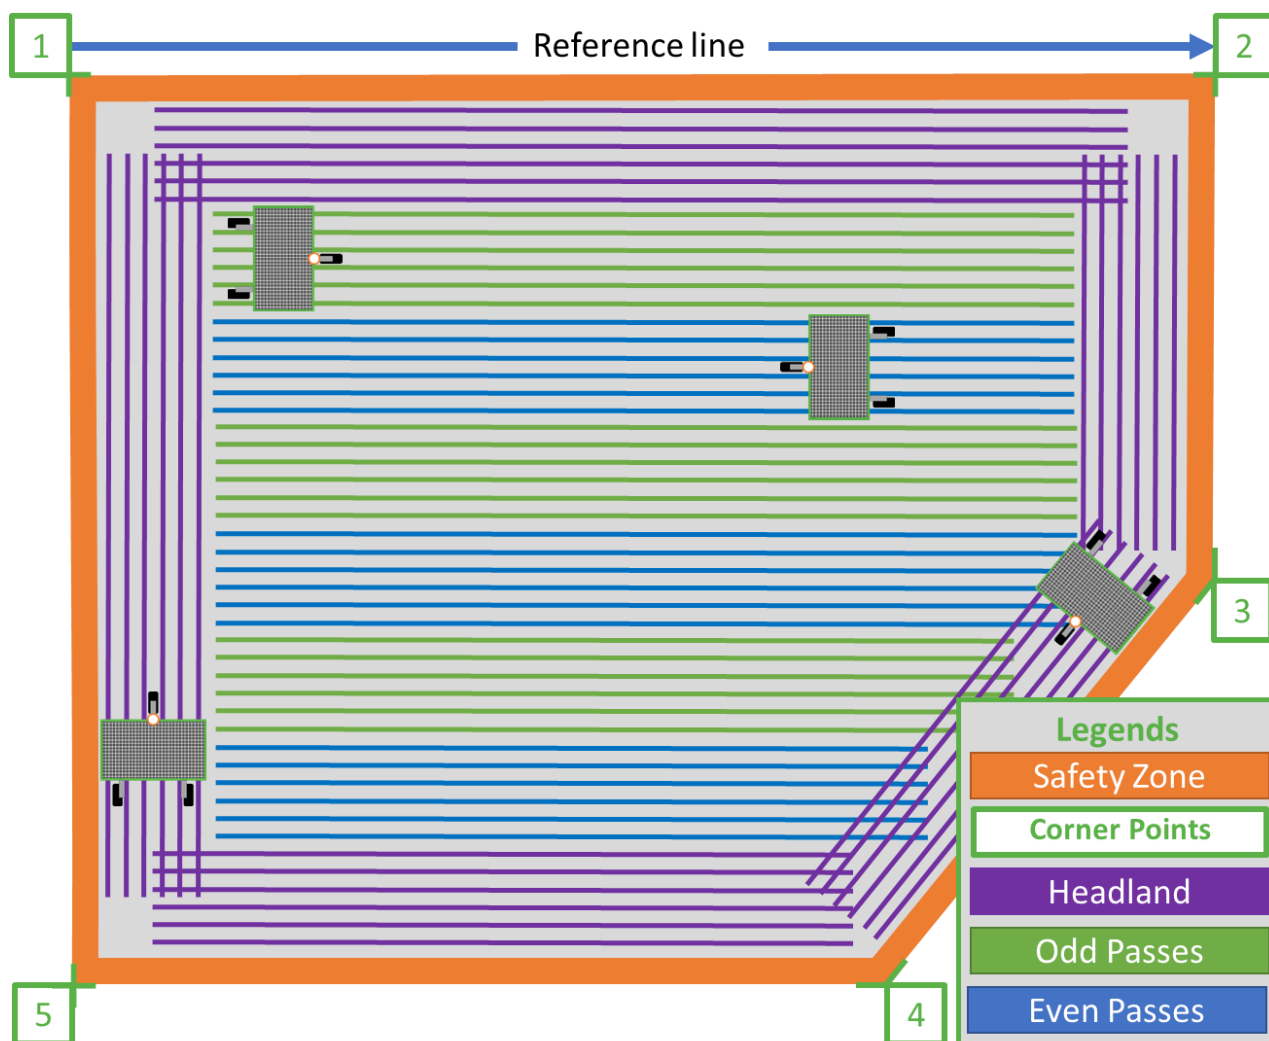 1
Reference line
2
3
Legends
Safety Zone
Corner Points
Headland
Odd Passes
Even Passes
5
4